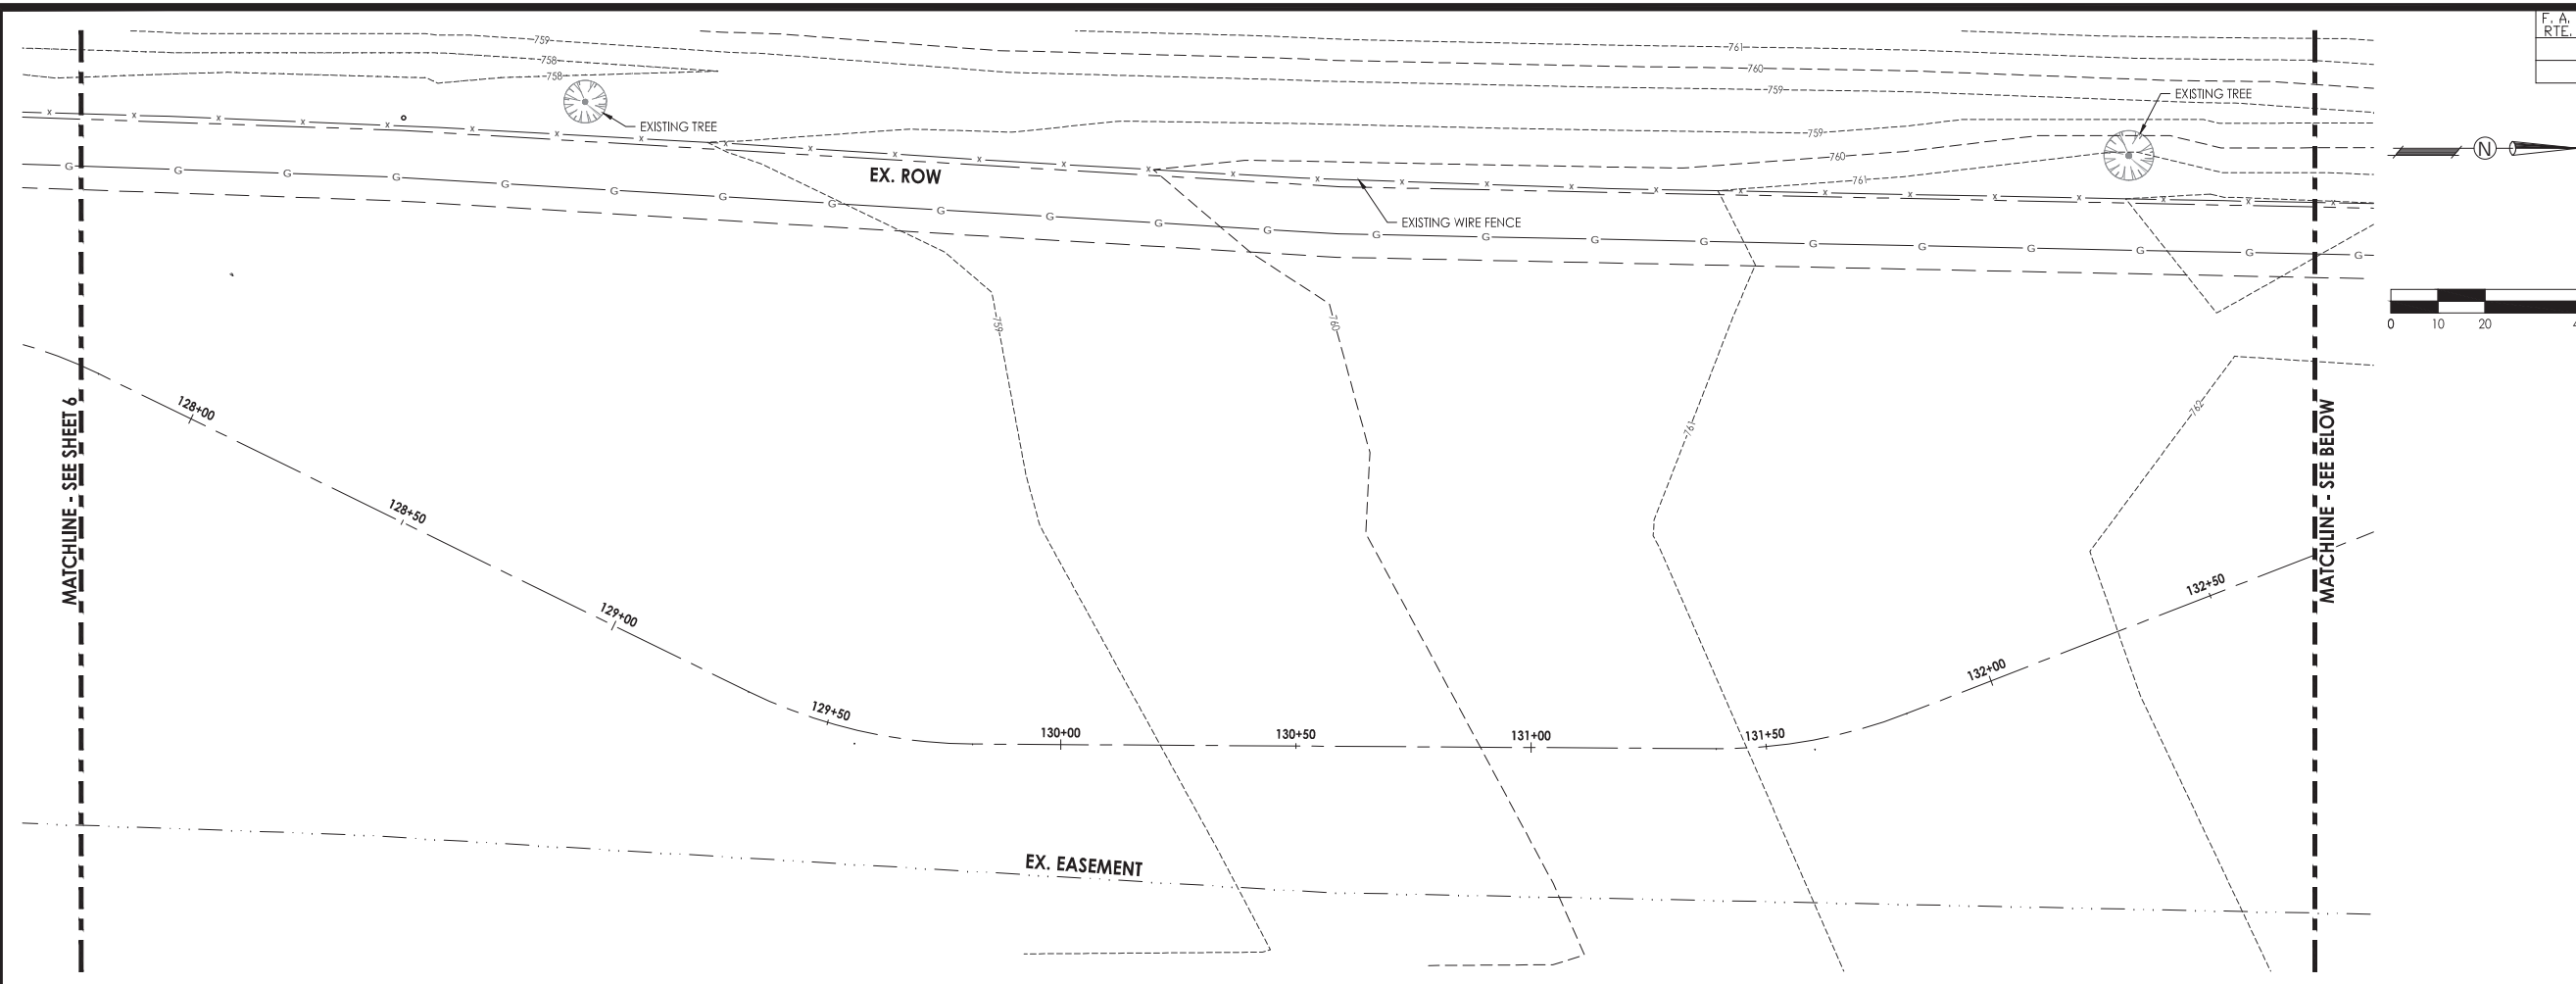 F. A.
RTE.
759
758
758
761
760
759
EXISTING TREE
EXISTING TREE
759
760
761
EX. ROW
EXISTING WIRE FENCE
x x x x x x x x x x x x x x x x x x x x x x x x x x x x
G G G G G G G G G G G G G G G G G G G G G G
N
0 10 20
759
760
761
762
MATCHLINE - SEE SHEET 6
MATCHLINE - SEE BELOW
128+00
128+50
129+00
129+50
130+00
130+50
131+00
131+50
132+00
132+50
EX. EASEMENT